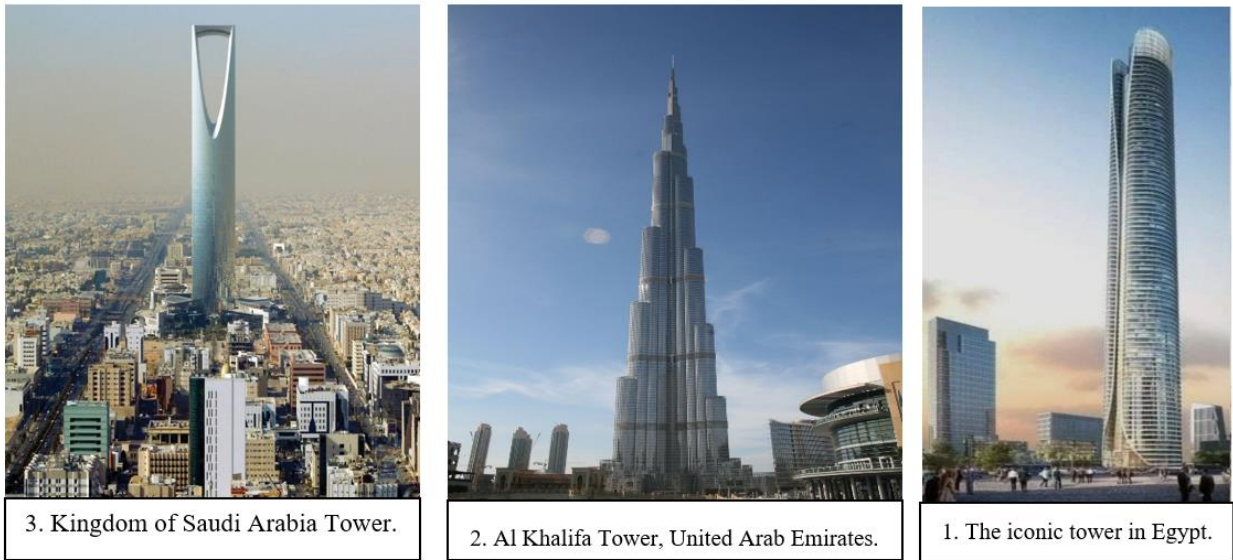 3. Kingdom of Saudi Arabia Tower.
2. Al Khalifa Tower, United Arab Emirates.
1. The iconic tower in Egypt.